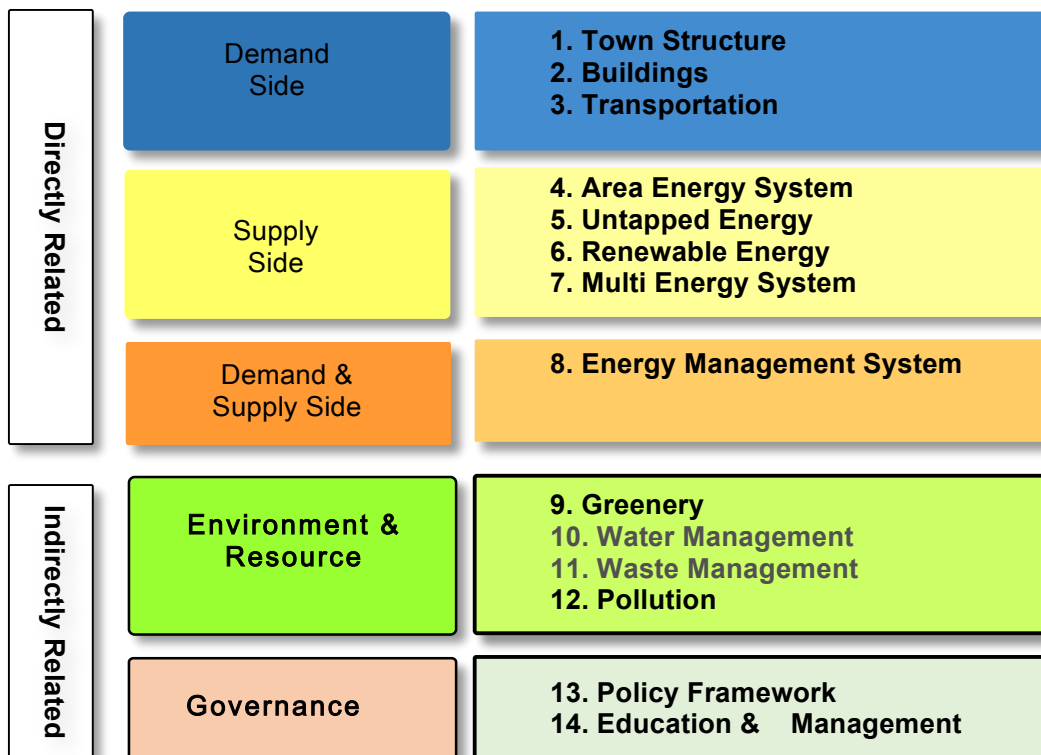 Directly Related
Demand
Side
1. Town Structure
2. Buildings
3. Transportation
Supply
Side
4. Area Energy System
5. Untapped Energy
6. Renewable Energy
7. Multi Energy System
Demand &
Supply Side
8. Energy Management System
Indirectly Related
Environment &
Resource
9. Greenery
10. Water Management
11. Waste Management
12. Pollution
Governance
13. Policy Framework
14. Education & Management